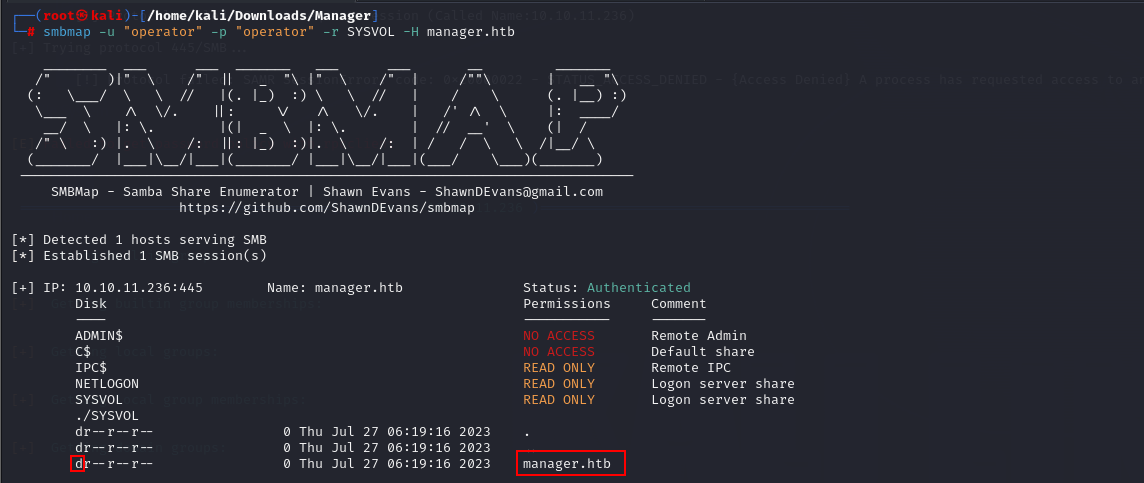 ┌──(root㉿kali)-[/home/kali/Downloads/Manager]
└─# smbmap -u "operator" -p "operator" -r SYSVOL -H manager.htb
SMBMap - Samba Share Enumerator | Shawn Evans - ShawnDEvans@gmail.com
https://github.com/ShawnDEvans/smbmap
[*] Detected 1 hosts serving SMB
[*] Established 1 SMB session(s)
[+] IP: 10.10.11.236:445 Name: manager.htb Status: Authenticated
Disk Permissions Comment
---- ----------- -------
ADMIN$ NO ACCESS Remote Admin
C$ NO ACCESS Default share
IPC$ READ ONLY Remote IPC
NETLOGON READ ONLY Logon server share
SYSVOL READ ONLY Logon server share
./SYSVOL
dr--r--r-- 0 Thu Jul 27 06:19:16 2023 .
dr--r--r-- 0 Thu Jul 27 06:19:16 2023 ..
dr--r--r-- 0 Thu Jul 27 06:19:16 2023 manager.htb